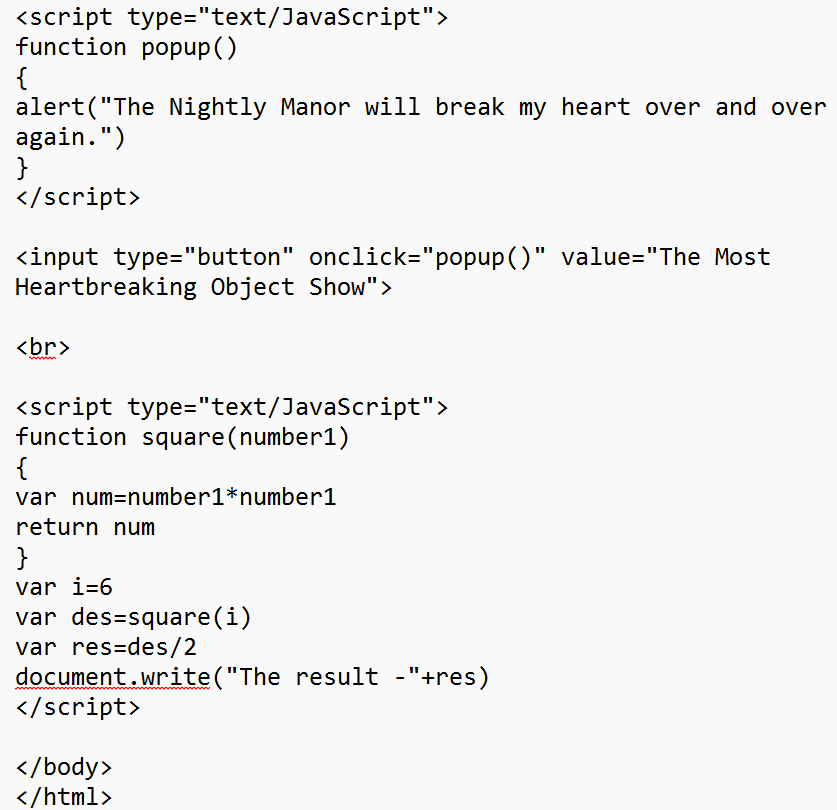 <script type="text/JavaScript">
function popup()
{
alert("The Nightly Manor will break my heart over and over
again.")
}
</script>
<input type="button" onclick="popup()" value="The Most
Heartbreaking Object Show">
<br>
<script type="text/JavaScript">
function square(number1)
{
var num=number1*number1
return num
}
var i=6
var des=square(i)
var res=des/2
document.write("The result -"+res)
</script>
</body>
</html>